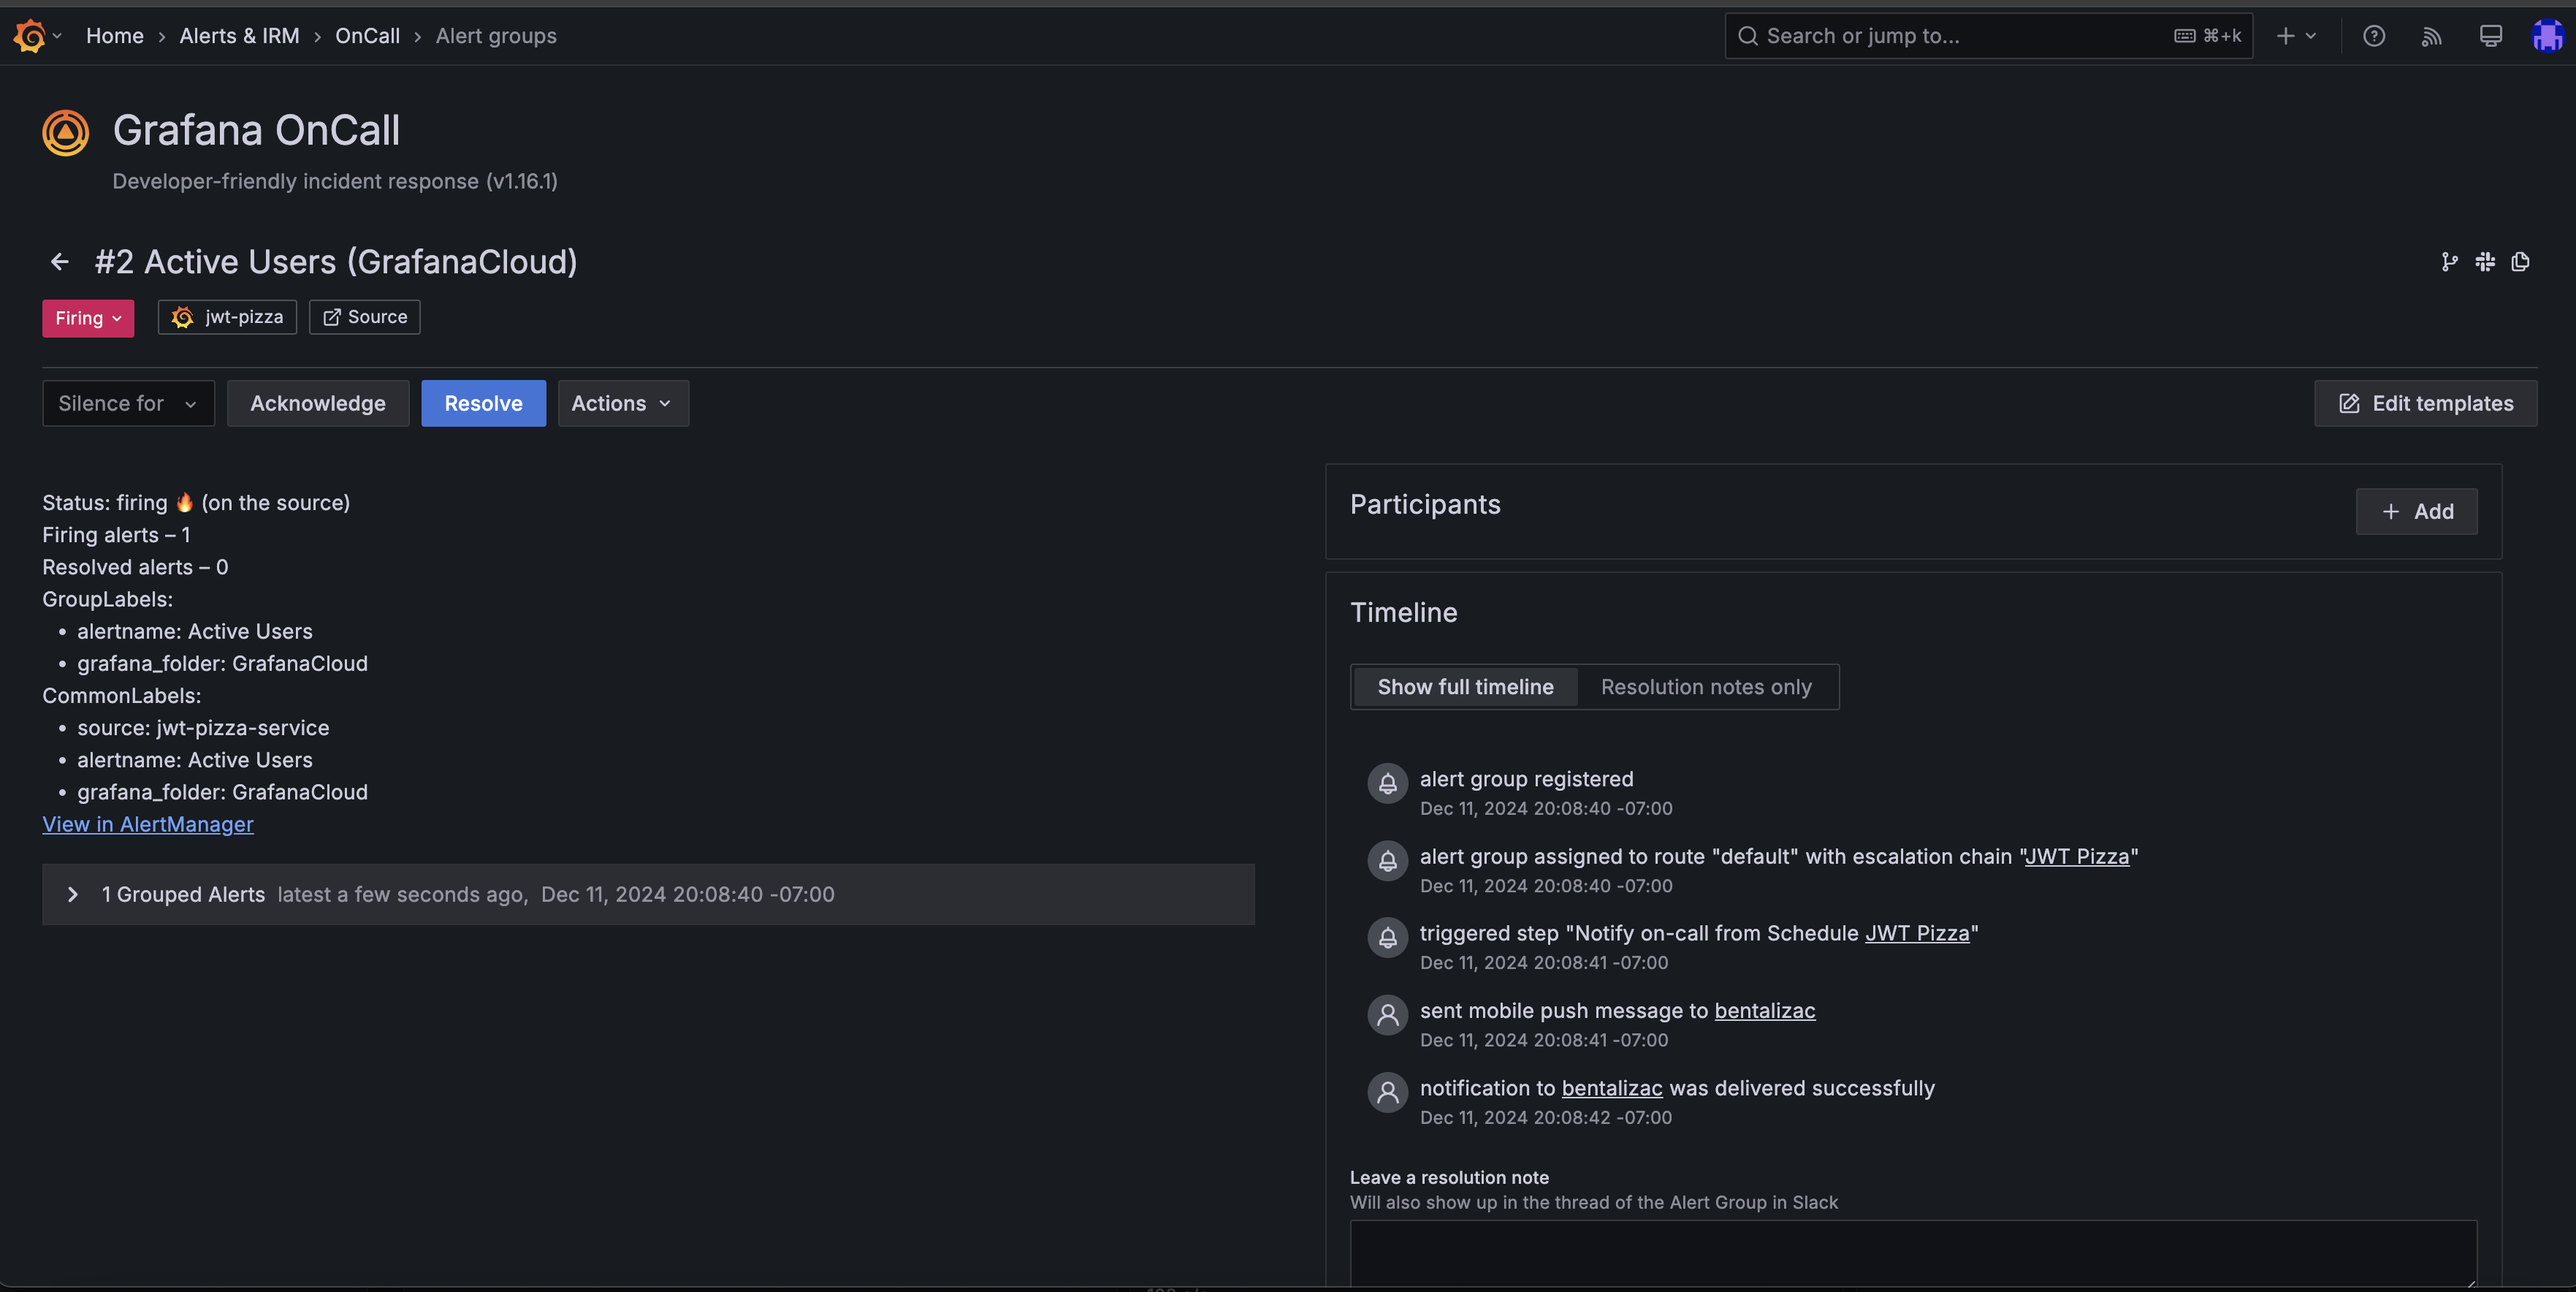 Home > Alerts & IRM > OnCall > Alert groups
Search or jump to...
⌘+k
Grafana OnCall
Developer-friendly incident response (v1.16.1)
#2 Active Users (GrafanaCloud)
Firing
jwt-pizza
Source
Silence for
Acknowledge
Resolve
Actions
Edit templates
Status: firing 🔥 (on the source)
Firing alerts – 1
Resolved alerts – 0
GroupLabels:
• alertname: Active Users
• grafana_folder: GrafanaCloud
CommonLabels:
• source: jwt-pizza-service
• alertname: Active Users
• grafana_folder: GrafanaCloud
View in AlertManager
1 Grouped Alerts latest a few seconds ago, Dec 11, 2024 20:08:40 -07:00
Participants
+ Add
Timeline
Show full timeline
Resolution notes only
alert group registered
Dec 11, 2024 20:08:40 -07:00
alert group assigned to route "default" with escalation chain "JWT Pizza"
Dec 11, 2024 20:08:40 -07:00
triggered step "Notify on-call from Schedule JWT Pizza"
Dec 11, 2024 20:08:41 -07:00
sent mobile push message to bentalizac
Dec 11, 2024 20:08:41 -07:00
notification to bentalizac was delivered successfully
Dec 11, 2024 20:08:42 -07:00
Leave a resolution note
Will also show up in the thread of the Alert Group in Slack